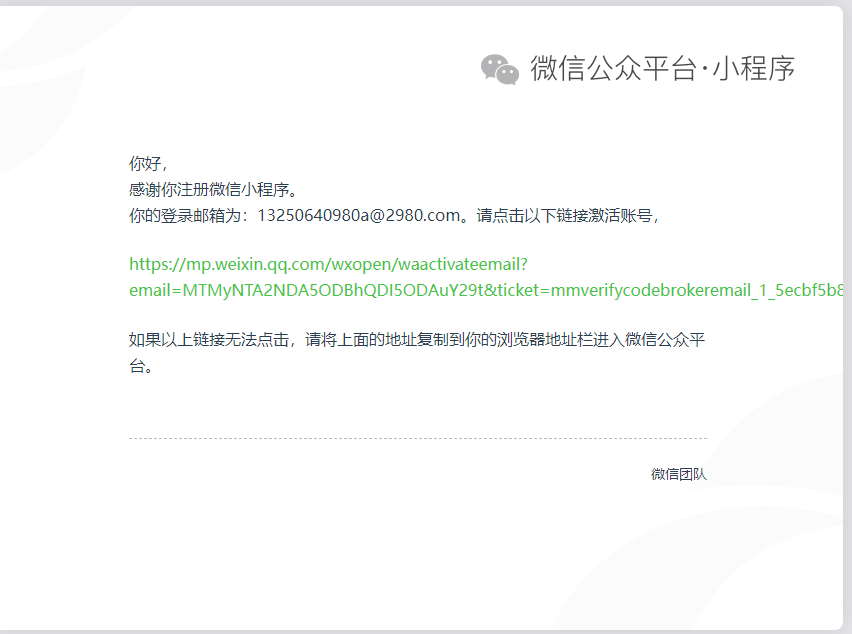 微信公众平台·小程序
你好，
感谢你注册微信小程序。
你的登录邮箱为：13250640980a@2980.com。请点击以下链接激活账号，
https://mp.weixin.qq.com/wxopen/waactivateemail?
email=MTMyNTA2NDA5ODBhQDI5ODAuY29t&ticket=mmverifycodebrokeremail_1_5ecbf5b8
如果以上链接无法点击，请将上面的地址复制到你的浏览器地址栏进入微信公众平
台。
微信团队